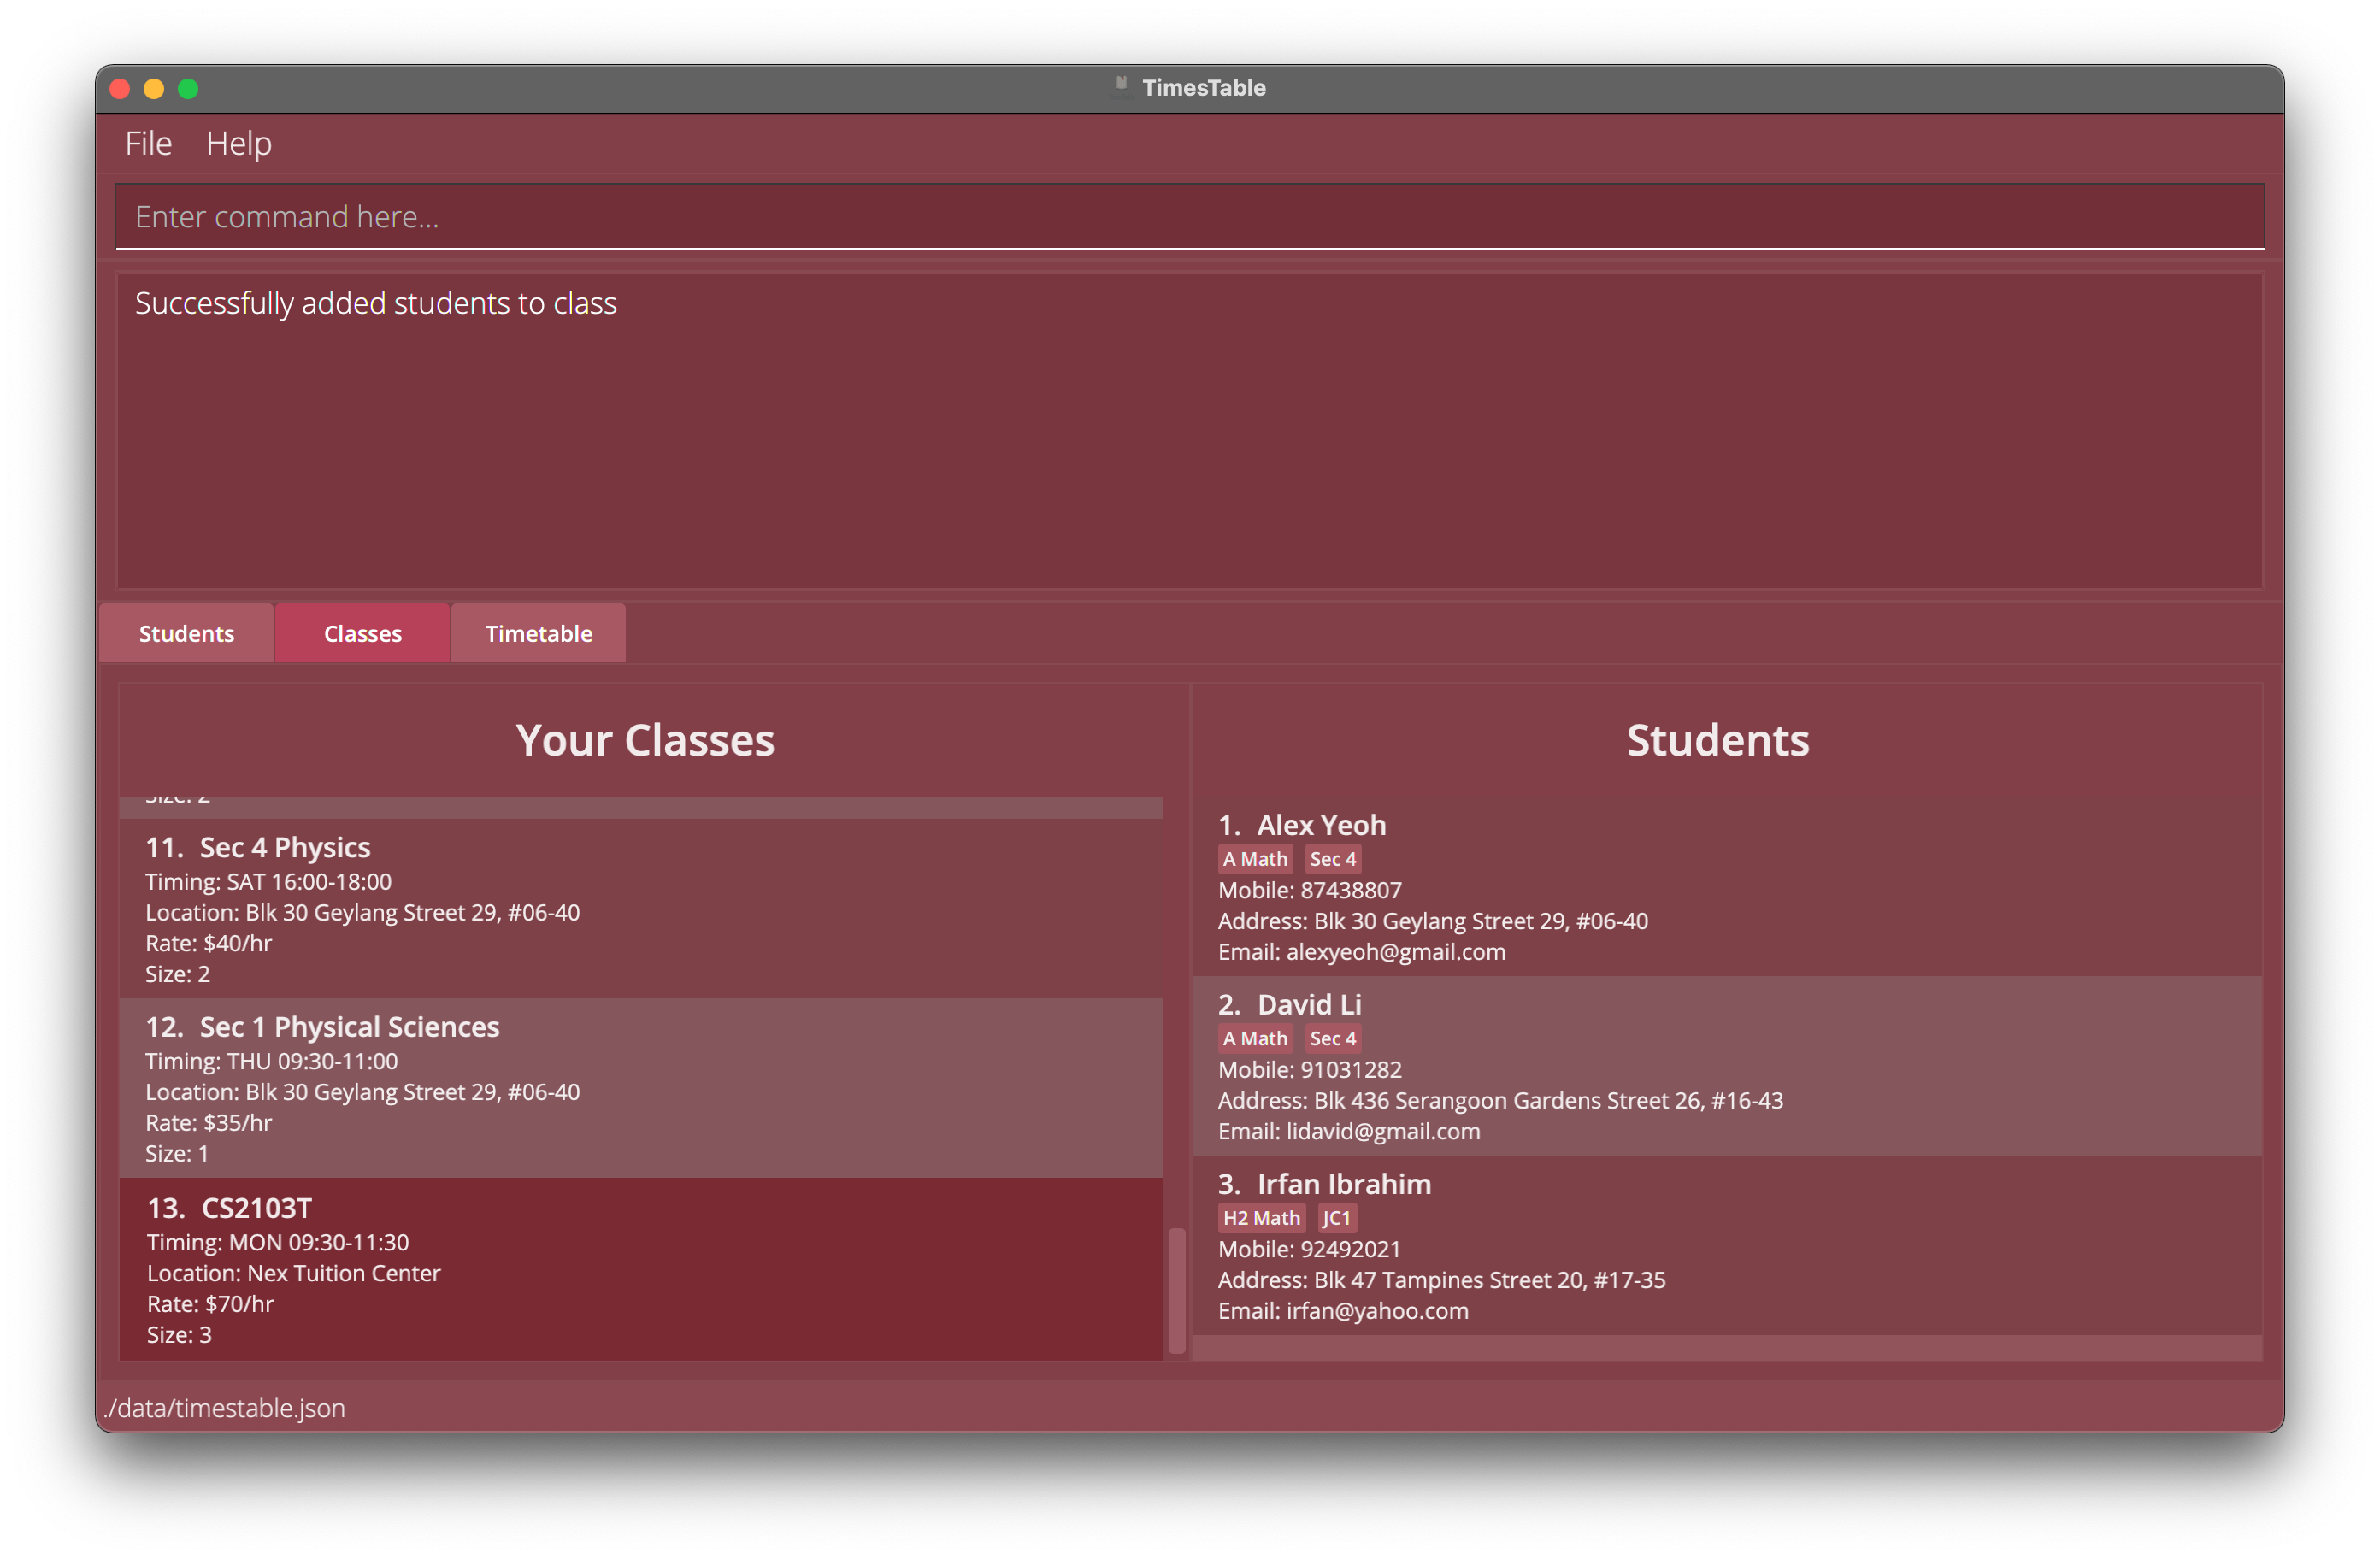 TimesTable
File Help
Enter command here...
Successfully added students to class
Students Classes Timetable
Your Classes
Size: 2
11. Sec 4 Physics
Timing: SAT 16:00-18:00
Location: Blk 30 Geylang Street 29, #06-40
Rate: $40/hr
Size: 2
12. Sec 1 Physical Sciences
Timing: THU 09:30-11:00
Location: Blk 30 Geylang Street 29, #06-40
Rate: $35/hr
Size: 1
13. CS2103T
Timing: MON 09:30-11:30
Location: Nex Tuition Center
Rate: $70/hr
Size: 3
Students
1. Alex Yeoh
A Math Sec 4
Mobile: 87438807
Address: Blk 30 Geylang Street 29, #06-40
Email: alexyeoh@gmail.com
2. David Li
A Math Sec 4
Mobile: 91031282
Address: Blk 436 Serangoon Gardens Street 26, #16-43
Email: lidavid@gmail.com
3. Irfan Ibrahim
H2 Math JC1
Mobile: 92492021
Address: Blk 47 Tampines Street 20, #17-35
Email: irfan@yahoo.com
./data/timestable.json